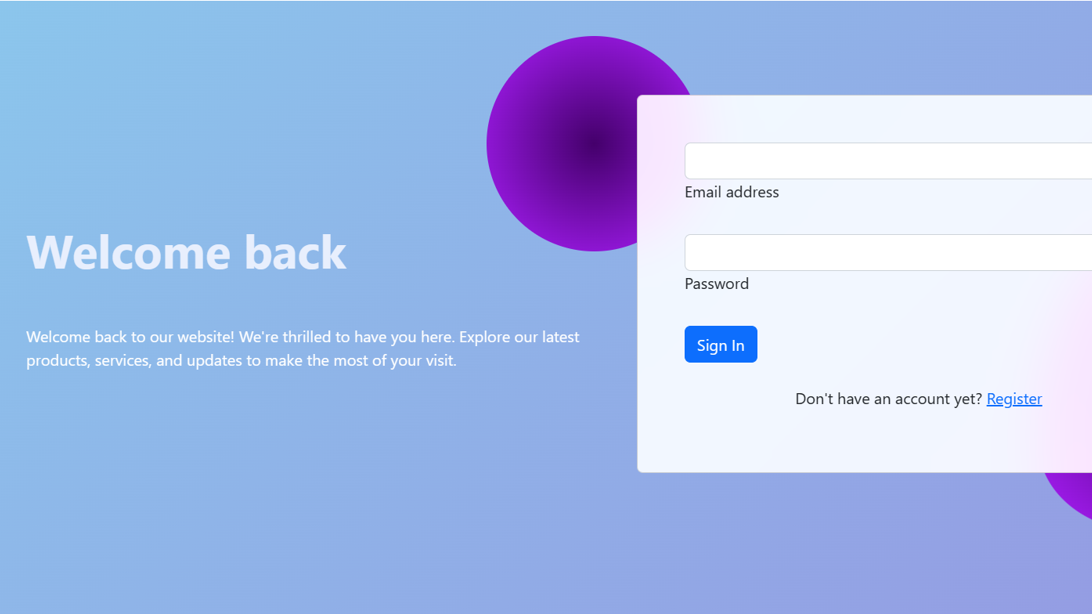 Welcome back
Welcome back to our website! We're thrilled to have you here. Explore our latest
products, services, and updates to make the most of your visit.
Email address
Password
Sign In
Don't have an account yet? Register